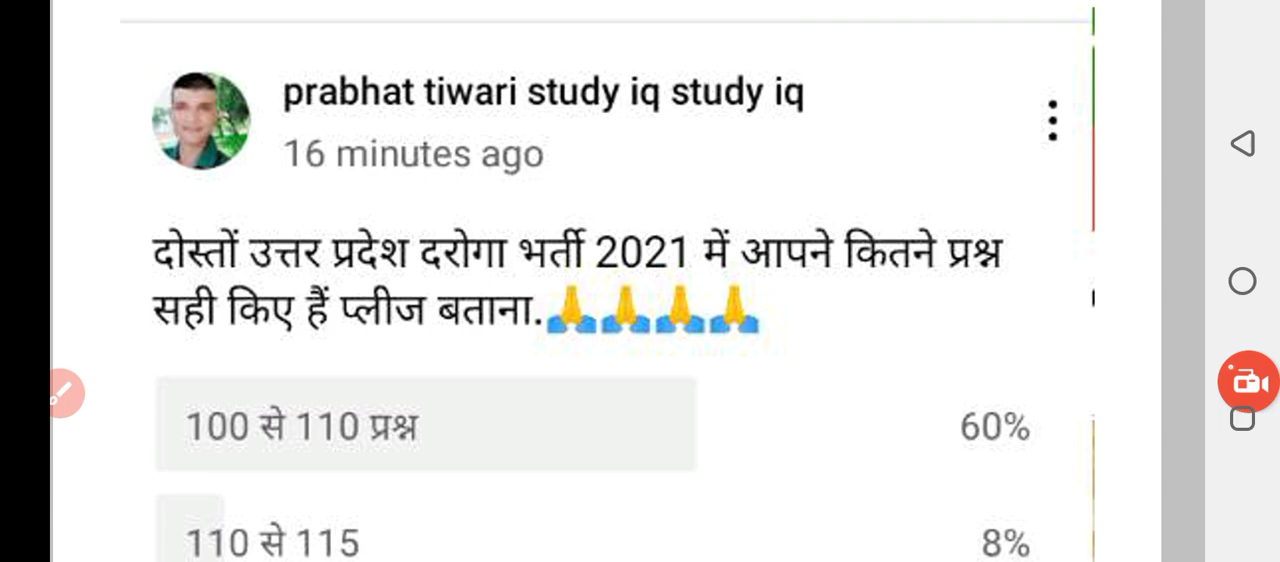 prabhat tiwari study iq study iq
16 minutes ago
दोस्तों उत्तर प्रदेश दरोगा भर्ती 2021 में आपने कितने प्रश्न
सही किए हैं प्लीज बताना.🙏🙏🙏🙏
100 से 110 प्रश्न 60%
110 से 115 8%